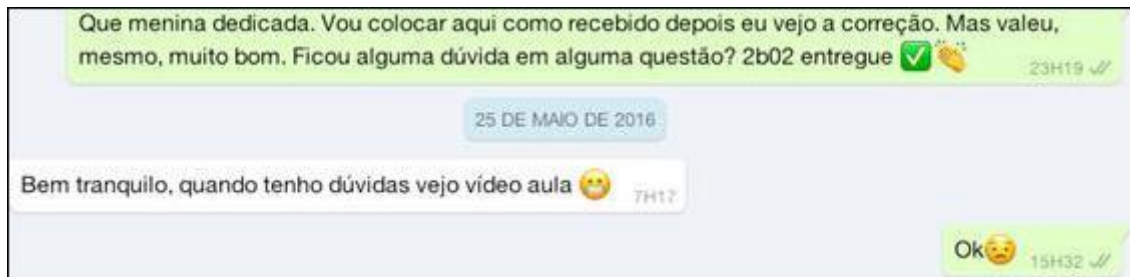 Que menina dedicada. Vou colocar aqui como recebido depois eu vejo a correção. Mas valeu,
mesmo, muito bom. Ficou alguma dúvida em alguma questão? 2b02 entregue ✅👏
23H19
25 DE MAIO DE 2016
Bem tranquilo, quando tenho dúvidas vejo vídeo aula 😁
7H17
Ok😟
15H32